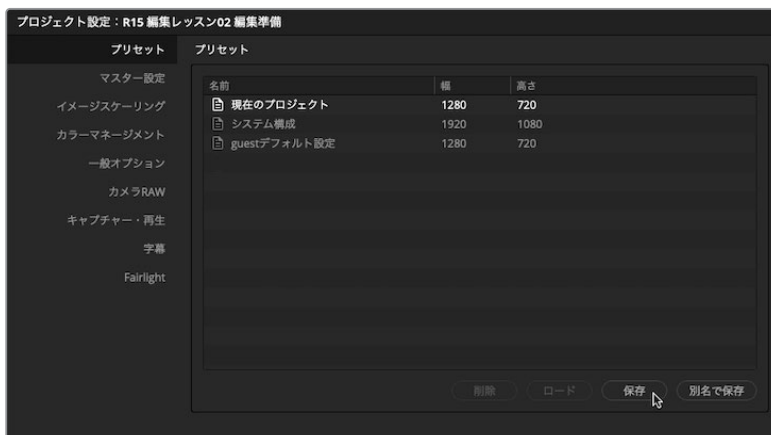 プロジェクト設定：R15 編集レッスン02 編集準備
プリセット
マスター設定
イメージスケーリング
カラーマネージメント
一般オプション
カメラRAW
キャプチャー・再生
字幕
Fairlight
プリセット
名前 幅 高さ
現在のプロジェクト 1280 720
システム構成 1920 1080
guestデフォルト設定 1280 720
削除 ロード 保存 別名で保存